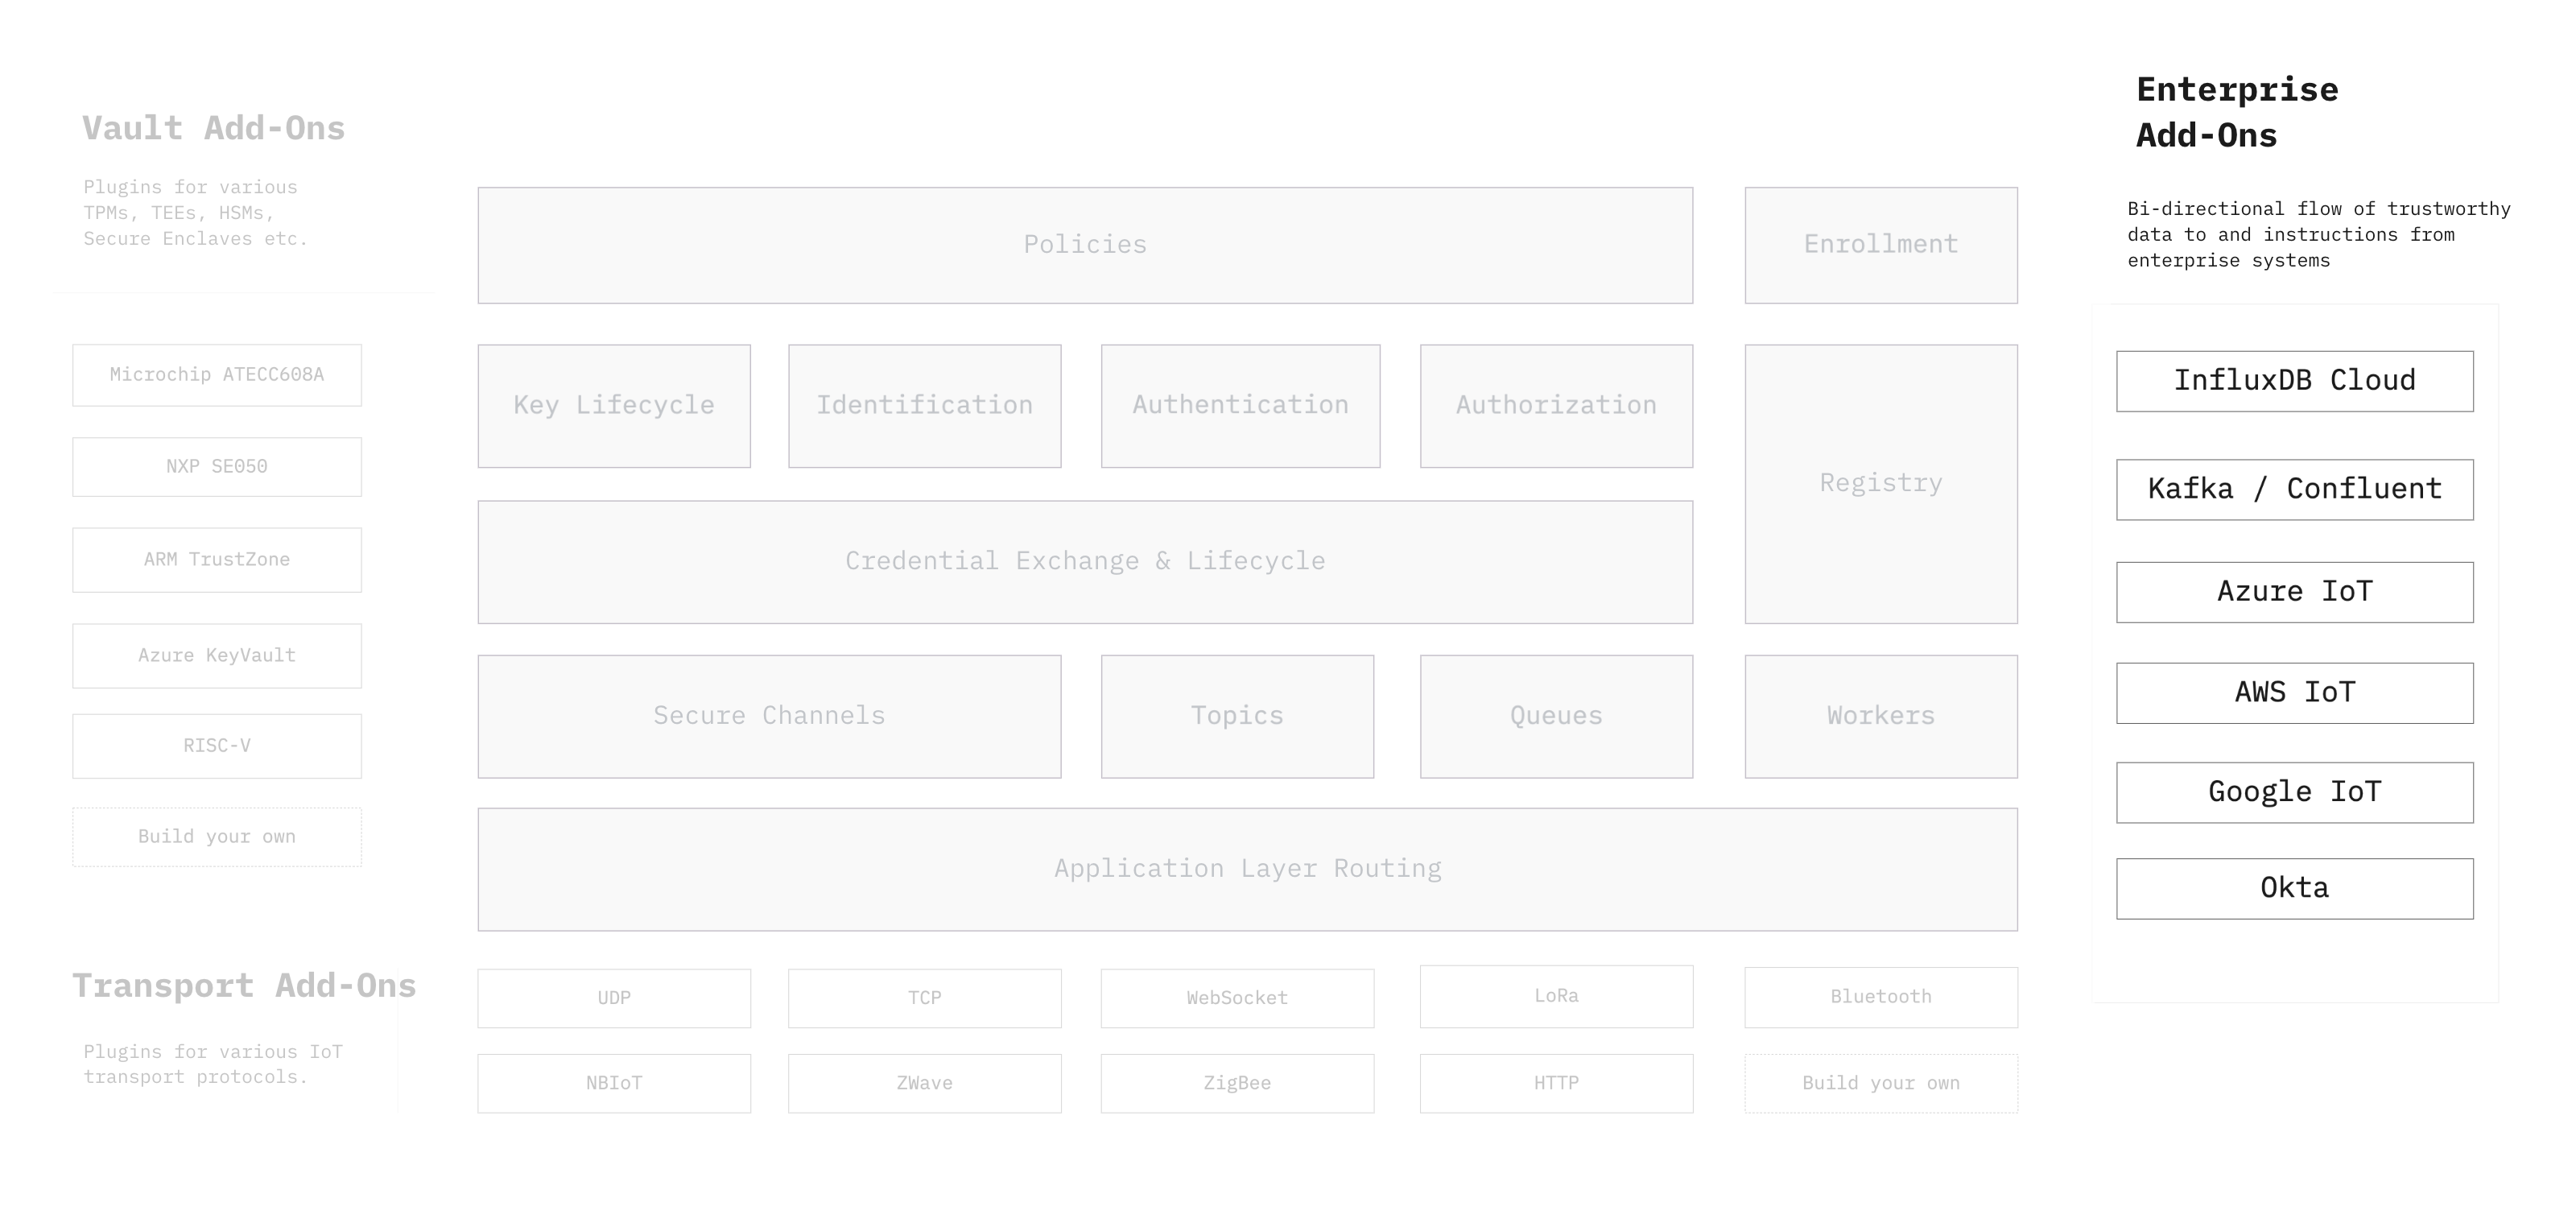 Vault Add-Ons
Plugins for various
TPMs, TEEs, HSMs,
Secure Enclaves etc.
Microchip ATECC608A
NXP SE050
ARM TrustZone
Azure KeyVault
RISC-V
Build your own
Transport Add-Ons
Plugins for various IoT
transport protocols.
Policies
Enrollment
Key Lifecycle
Identification
Authentication
Authorization
Registry
Credential Exchange & Lifecycle
Secure Channels
Topics
Queues
Workers
Application Layer Routing
UDP
TCP
WebSocket
LoRa
Bluetooth
NBIoT
ZWave
ZigBee
HTTP
Build your own
Enterprise
Add-Ons
Bi-directional flow of trustworthy
data to and instructions from
enterprise systems
InfluxDB Cloud
Kafka / Confluent
Azure IoT
AWS IoT
Google IoT
Okta